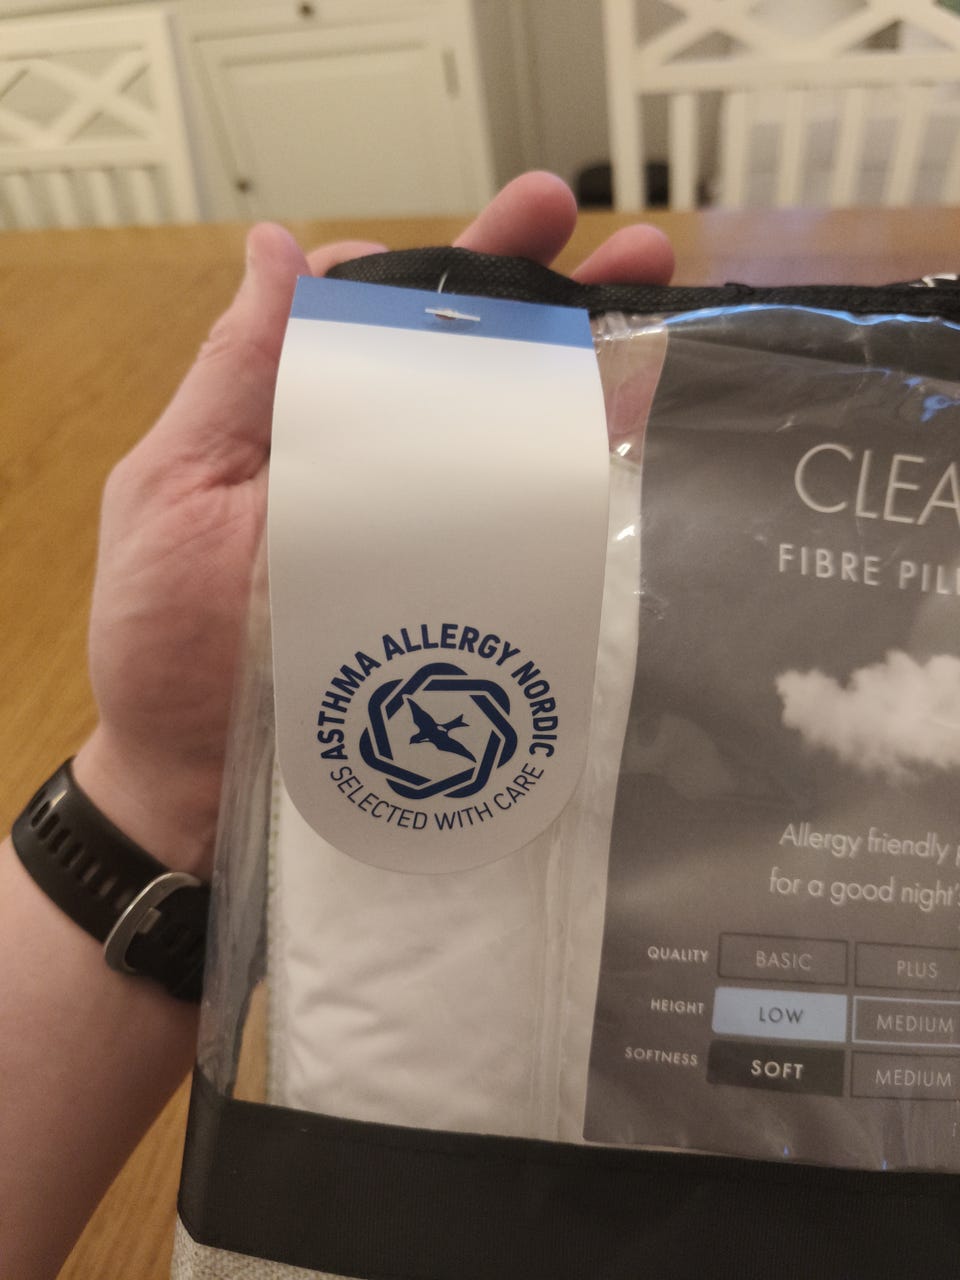 ASTHMA ALLERGY NORDIC
SELECTED WITH CARE
FIBRE
Allergy friendly
for a good night's
QUALITY BASIC PLUS
HEIGHT LOW MEDIUM
SOFTNESS SOFT MEDIUM